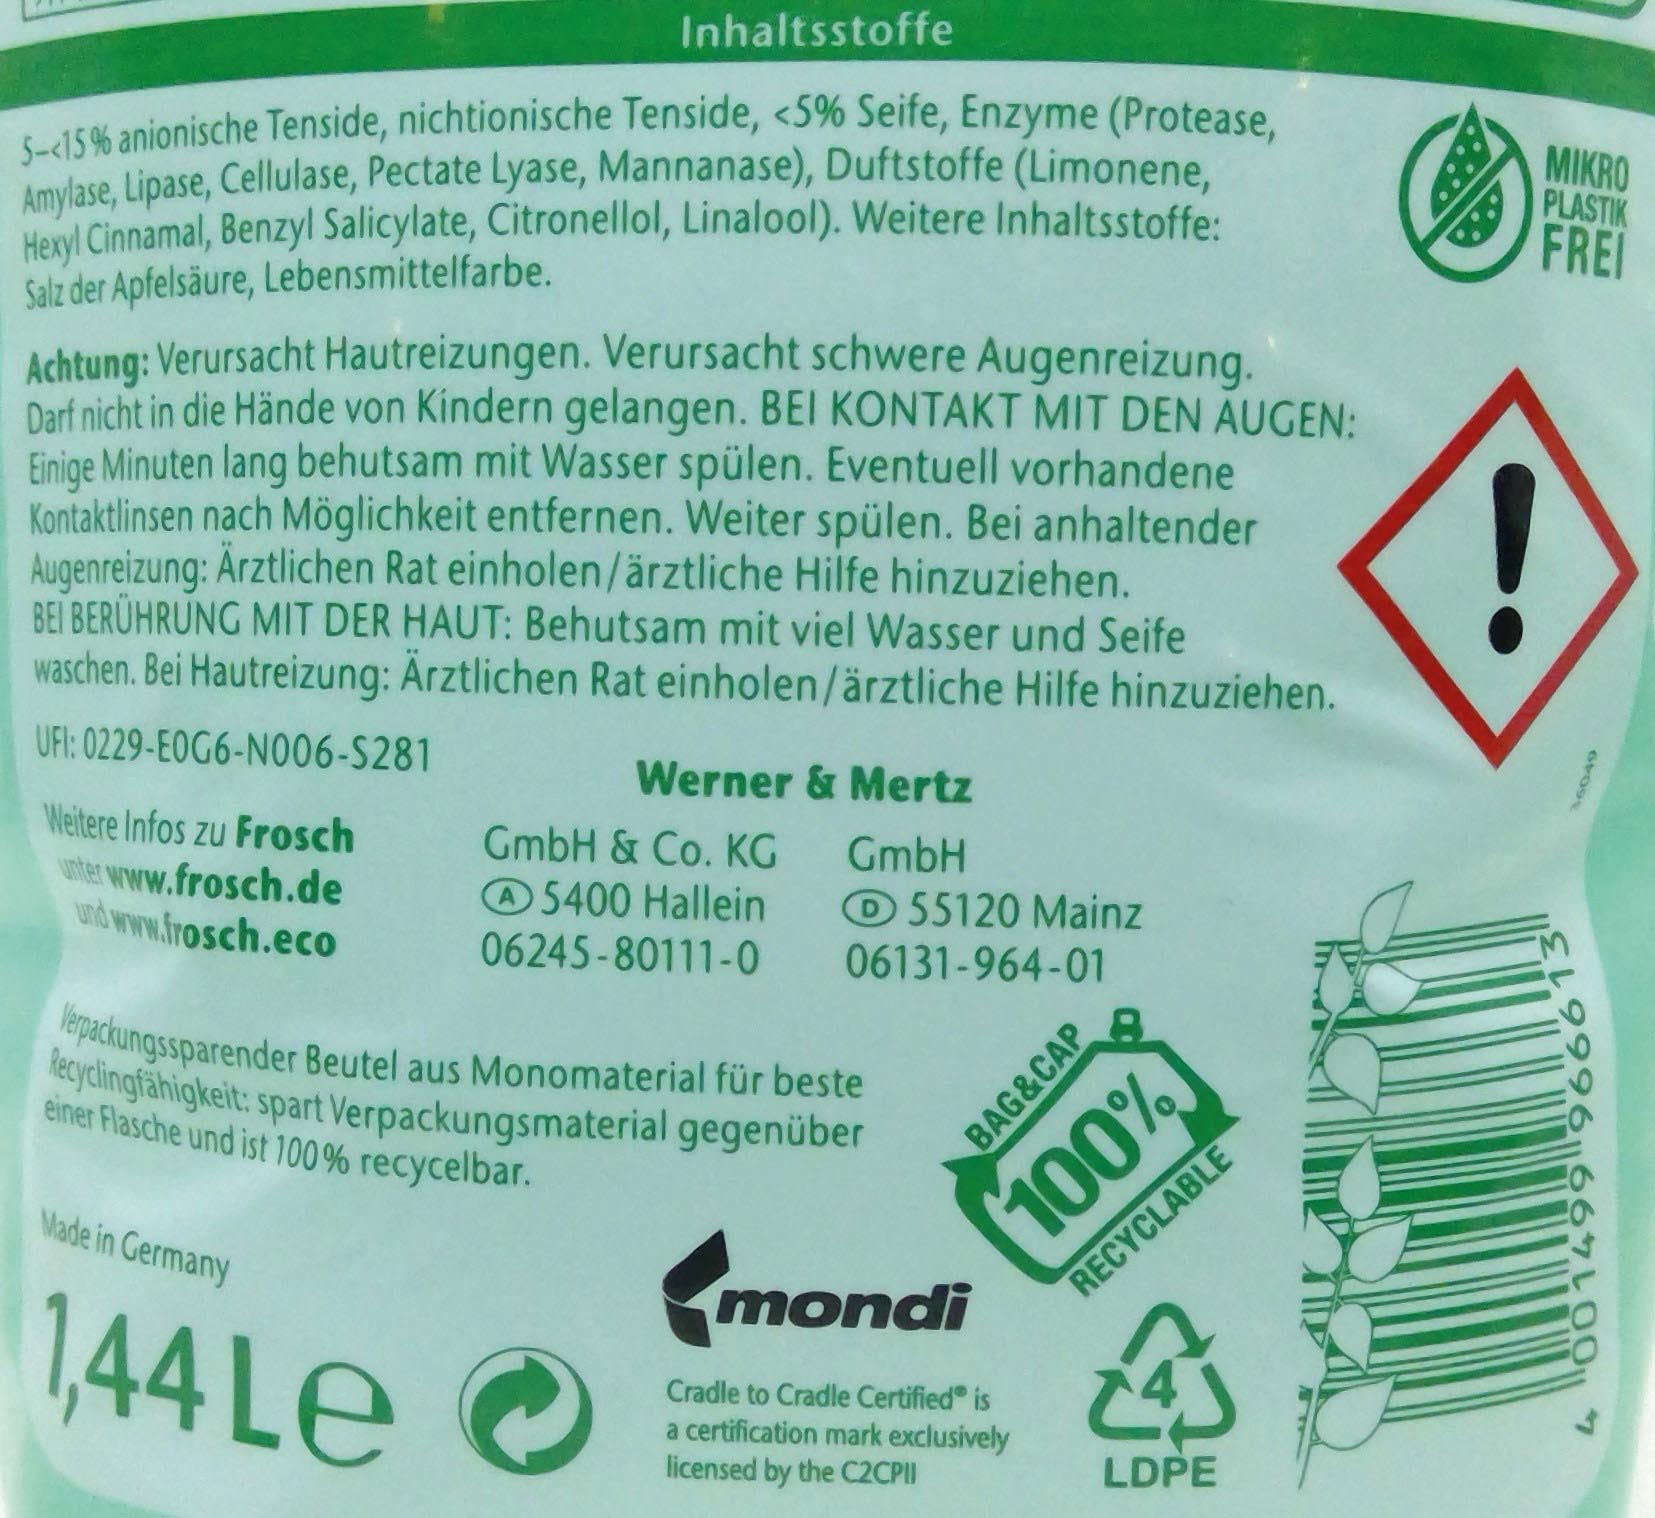 Inhaltsstoffe
5-<15% anionische Tenside, nichtionische Tenside, <5% Seife, Enzyme (Protease,
Amylase, Lipase, Cellulase, Pectate Lyase, Mannanase), Duftstoffe (Limonene,
Hexyl Cinnamal, Benzyl Salicylate, Citronellol, Linalool). Weitere Inhaltsstoffe:
Salz der Apfelsäure, Lebensmittelfarbe.
MIKRO
PLASTIK
FREI
Achtung: Verursacht Hautreizungen. Verursacht schwere Augenreizung.
Darf nicht in die Hände von Kindern gelangen. BEI KONTAKT MIT DEN AUGEN:
Einige Minuten lang behutsam mit Wasser spülen. Eventuell vorhandene
Kontaktlinsen nach Möglichkeit entfernen. Weiter spülen. Bei anhaltender
Augenreizung: Ärztlichen Rat einholen/ärztliche Hilfe hinzuziehen.
BEI BERÜHRUNG MIT DER HAUT: Behutsam mit viel Wasser und Seife
waschen. Bei Hautreizung: Ärztlichen Rat einholen/ärztliche Hilfe hinzuziehen.
UFI: 0229-E0G6-N006-S281
36049
Weitere Infos zu Frosch
unter www.frosch.de
und www.frosch.eco
Werner & Mertz
GmbH & Co. KG
A 5400 Hallein
06245-80111-0
GmbH
D 55120 Mainz
06131-964-01
Verpackungssparender Beutel aus Monomaterial für beste
Recyclingfähigkeit: spart Verpackungsmaterial gegenüber
einer Flasche und ist 100% recycelbar.
BAG&CAP
100%
RECYCLABLE
Made in Germany
1,44 L e
mondi
Cradle to Cradle Certified® is
a certification mark exclusively
licensed by the C2CPII
4
LDPE
4 001499 966613